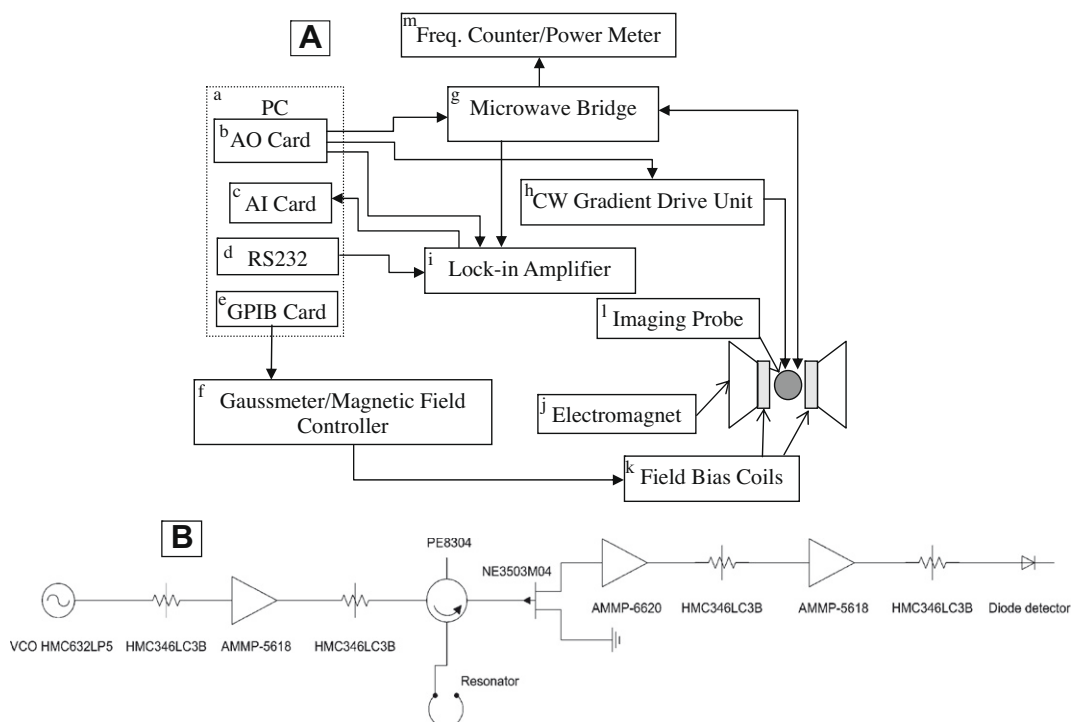 A
m Freq. Counter/Power Meter
a
PC
g Microwave Bridge
b AO Card
h CW Gradient Drive Unit
c AI Card
d RS232
i Lock-in Amplifier
e GPIB Card
l Imaging Probe
f Gaussmeter/Magnetic Field
Controller
j Electromagnet
k Field Bias Coils
B
PE8304
NE3503M04
VCO HMC632LP5
HMC346LC3B
AMMP-5618
HMC346LC3B
AMMP-6620
HMC346LC3B
AMMP-5618
HMC346LC3B
Diode detector
Resonator